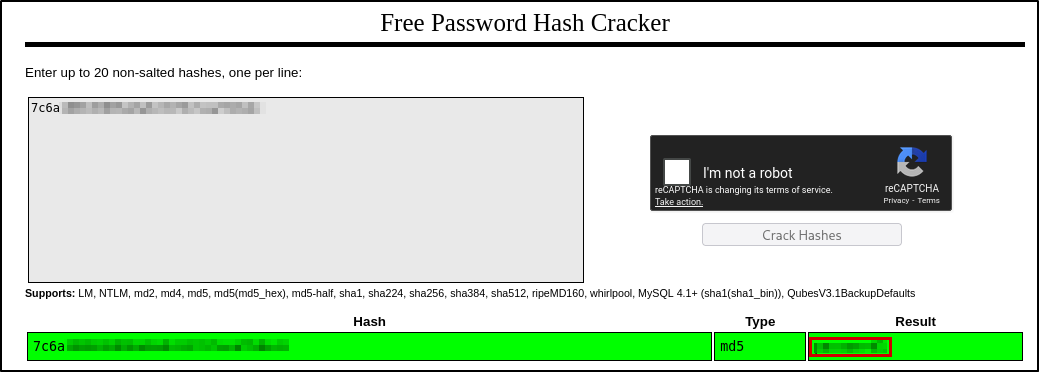 Free Password Hash Cracker
Enter up to 20 non-salted hashes, one per line:
7c6a
I'm not a robot
reCAPTCHA is changing its terms of service.
Take action.
reCAPTCHA
Privacy - Terms
Crack Hashes
Supports: LM, NTLM, md2, md4, md5, md5(md5_hex), md5-half, sha1, sha224, sha256, sha384, sha512, ripeMD160, whirlpool, MySQL 4.1+ (sha1(sha1_bin)), QubesV3.1BackupDefaults
Hash Type Result
7c6a md5